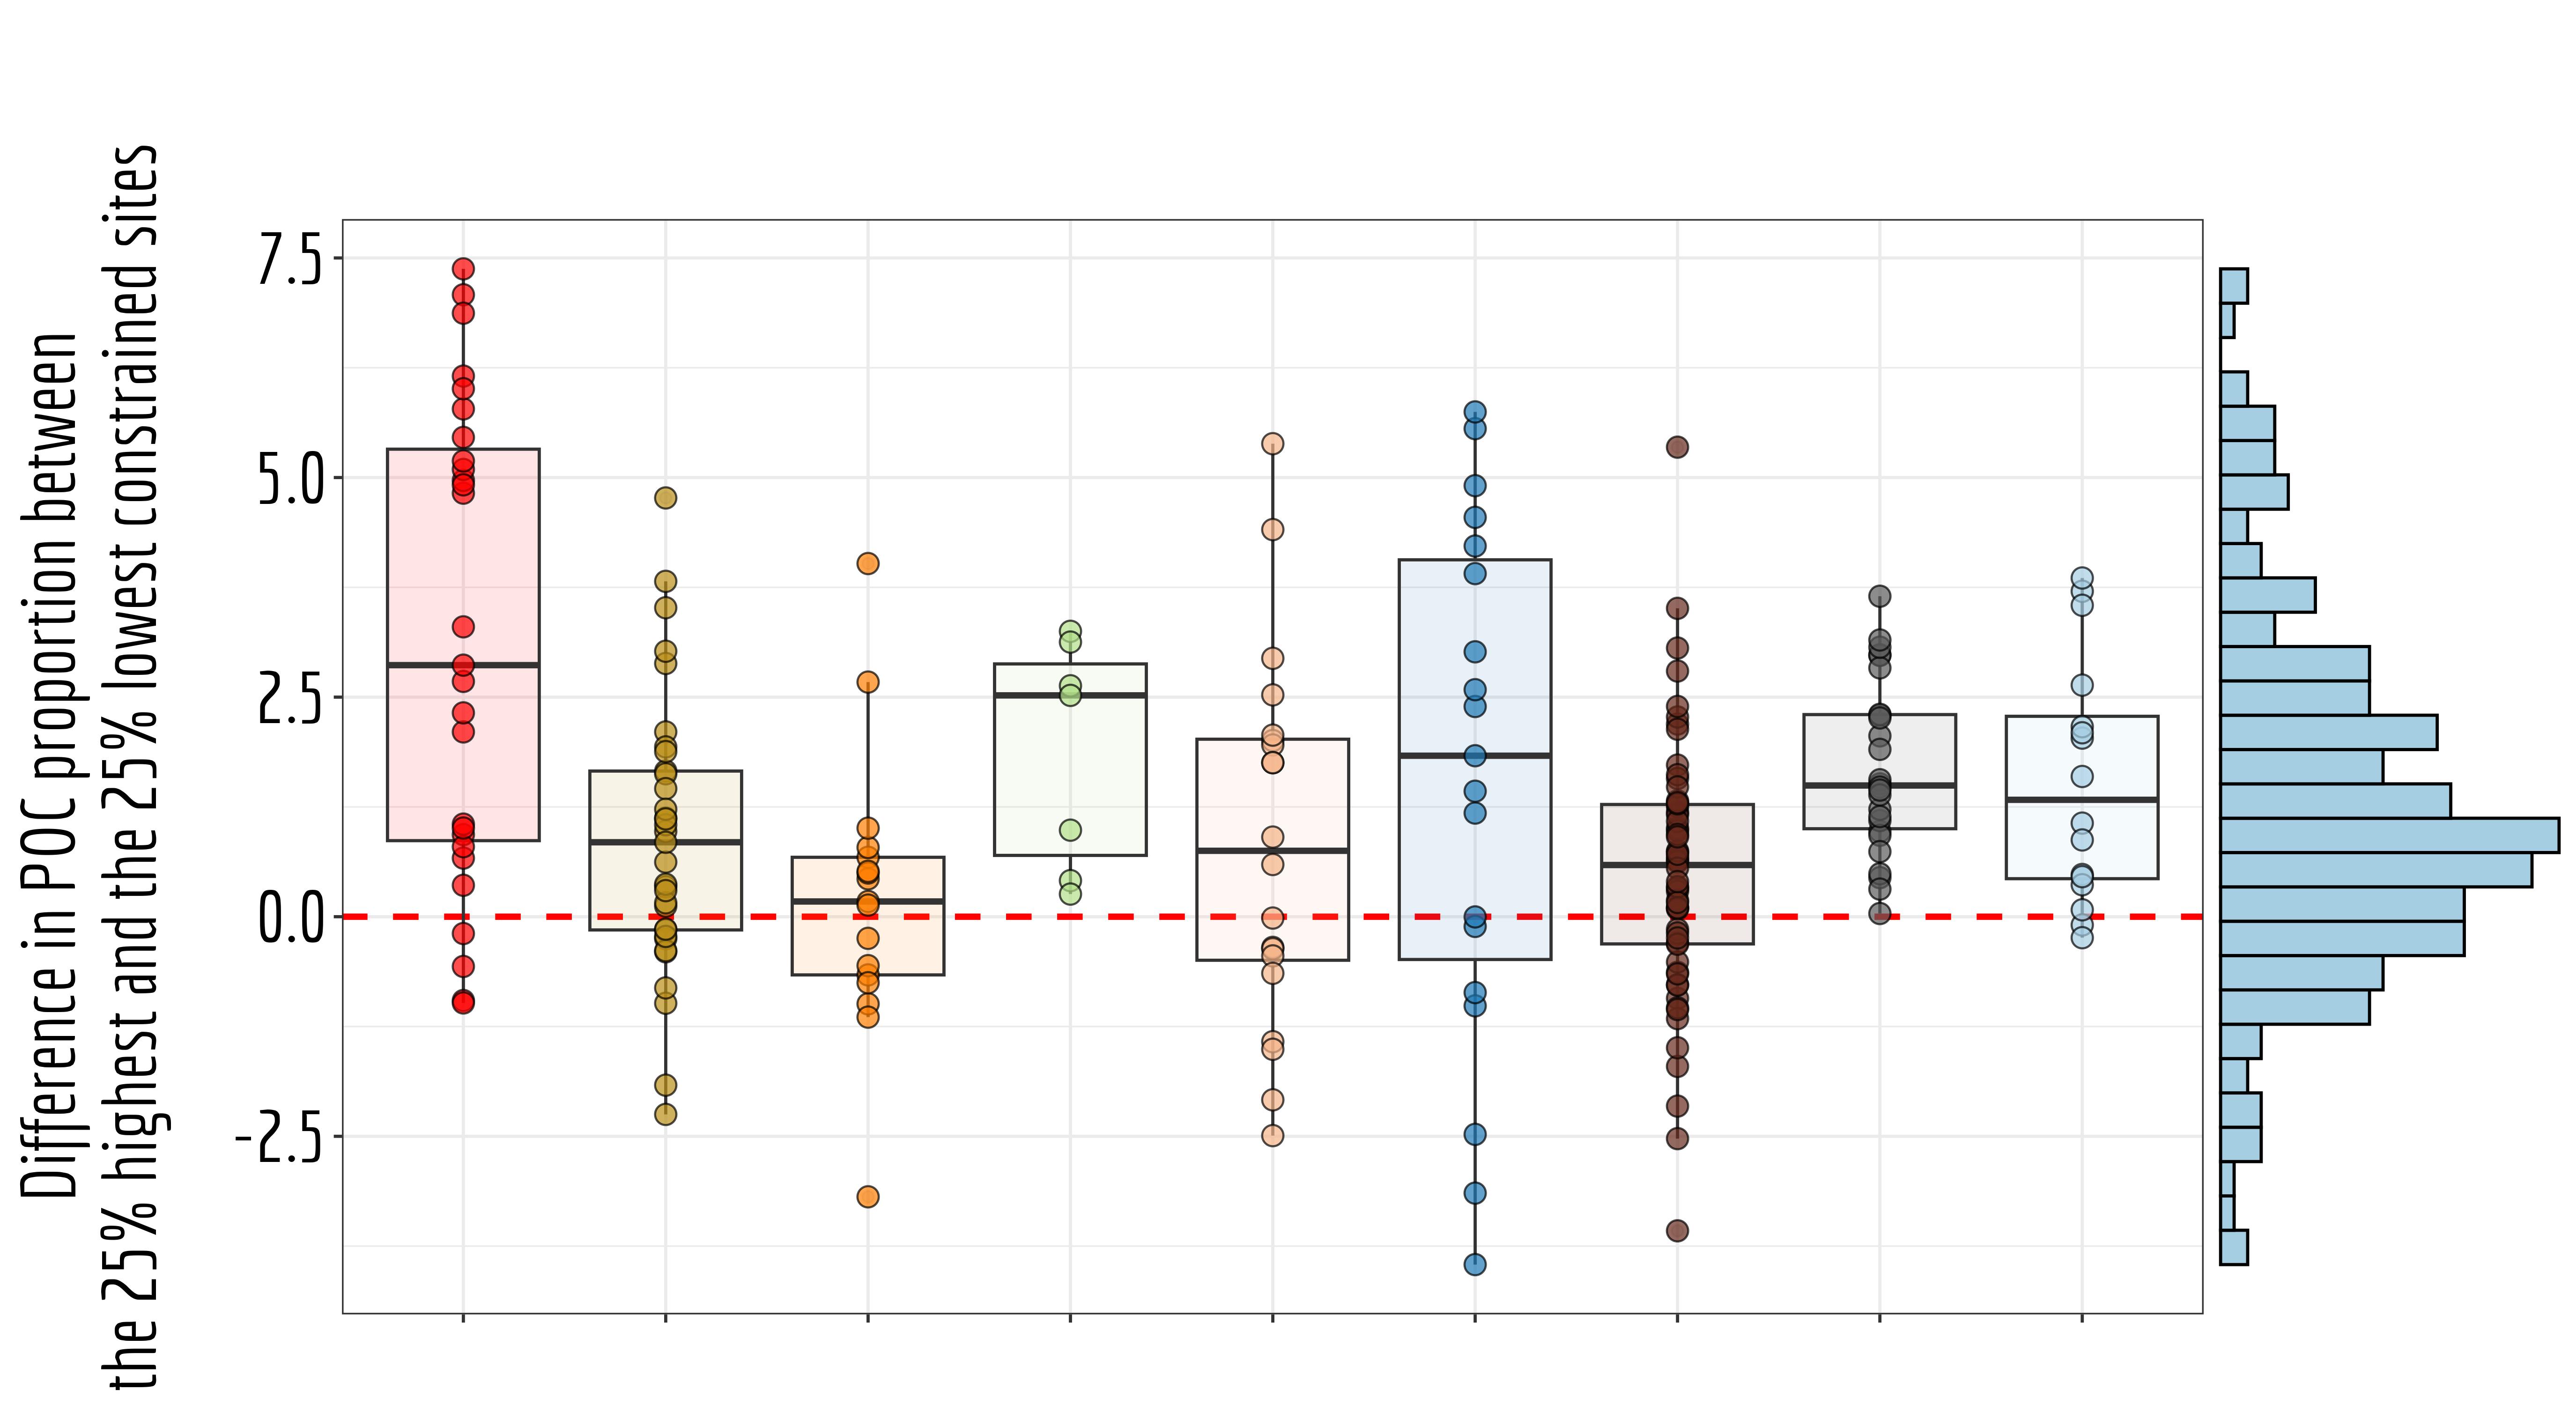 Difference in POC proportion between
the 25% highest and the 25% lowest constrained sites
7.5
5.0
2.5
0.0
-2.5